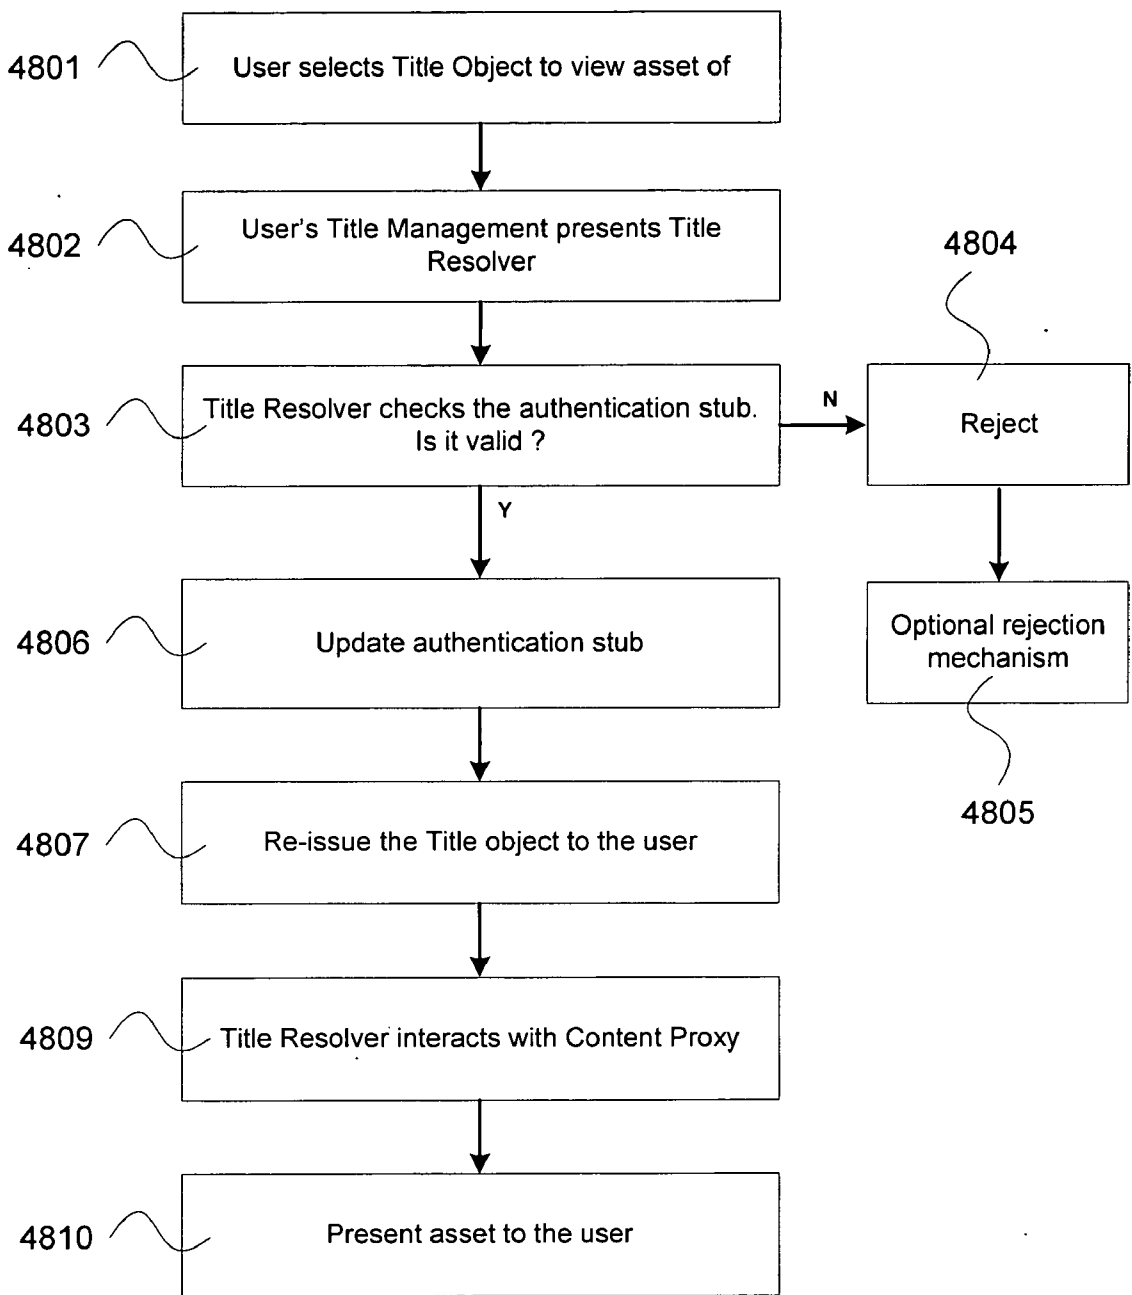 4801
User selects Title Object to view asset of
4802
User's Title Management presents Title
Resolver
4803
Title Resolver checks the authentication stub.
Is it valid ?
N
4804
Reject
Y
Optional rejection
mechanism
4805
4806
Update authentication stub
4807
Re-issue the Title object to the user
4809
Title Resolver interacts with Content Proxy
4810
Present asset to the user